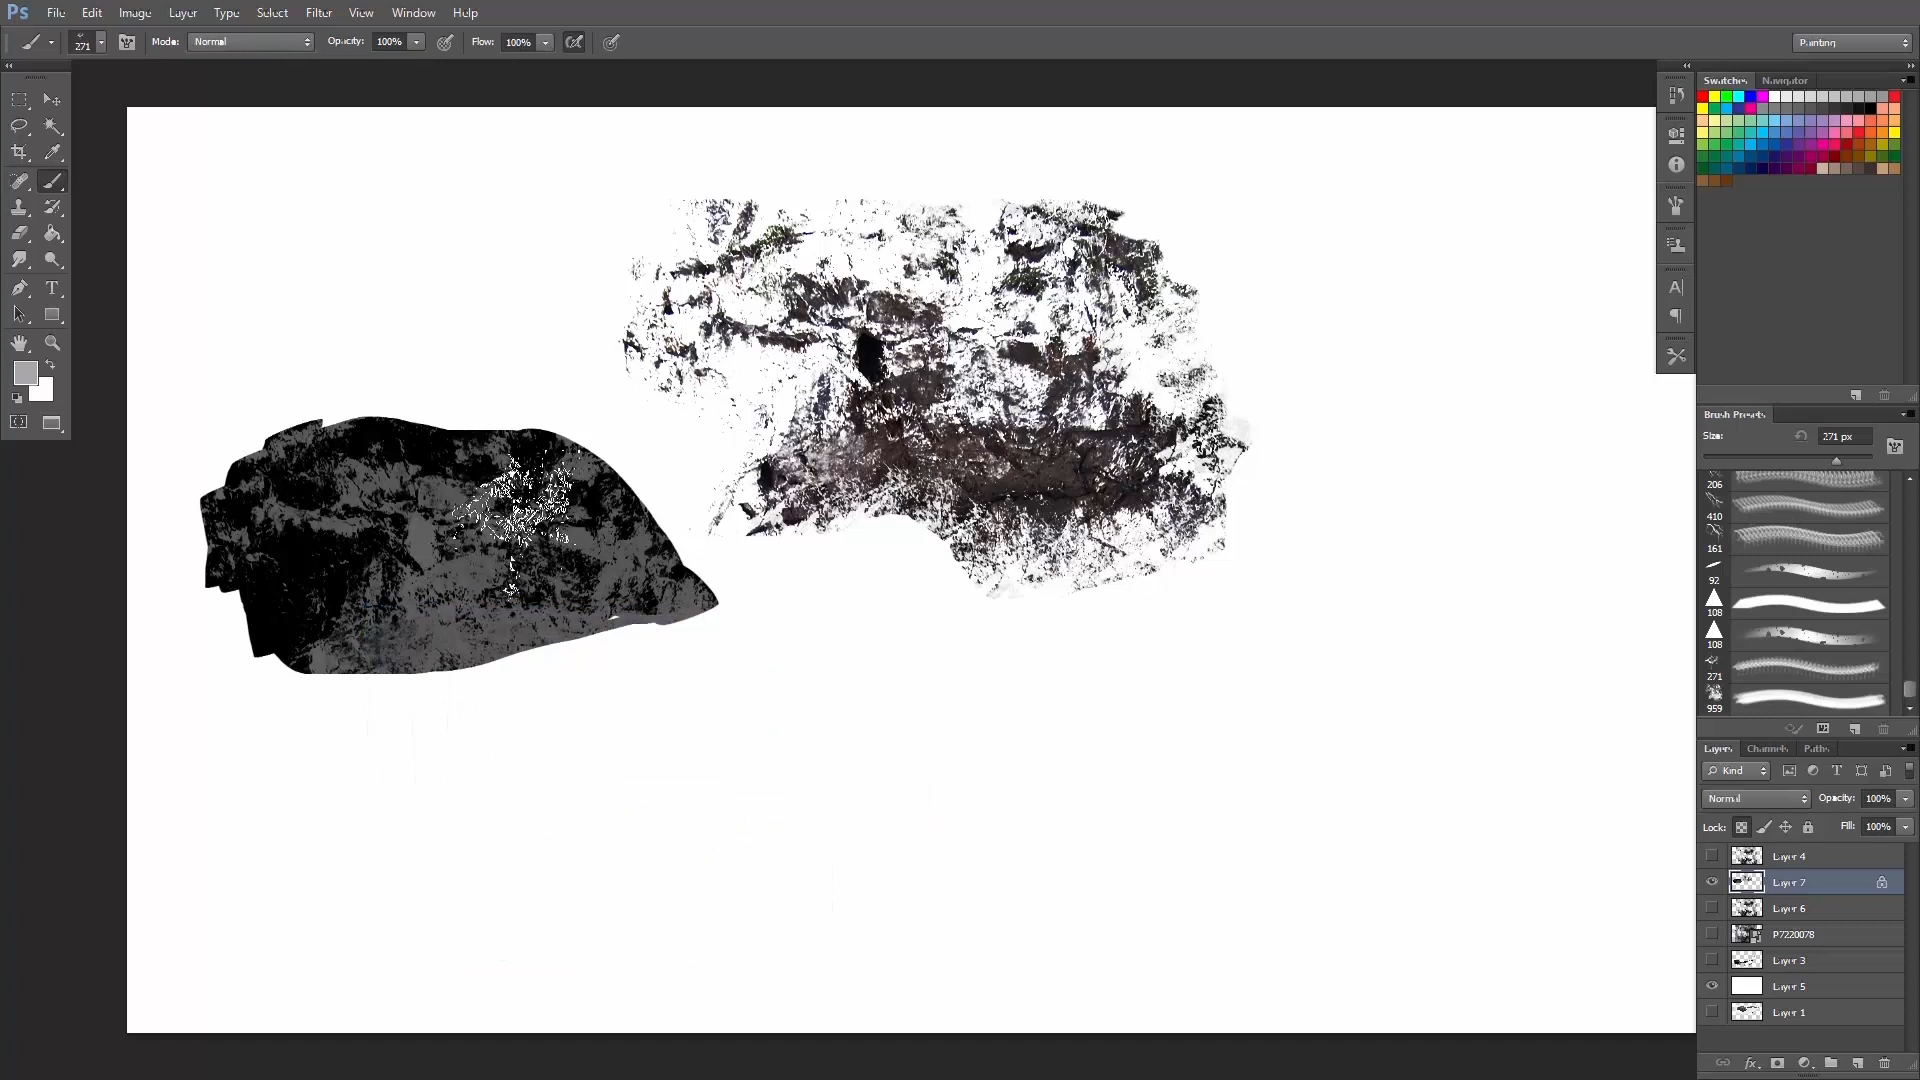 Ps File Edit Image Layer Type Select Filter View Window Help
271 Mode: Normal Opacity: 100% Flow: 100% Painting
Swatches Navigator
T
A
Brush Presets
Size: 271 px
206
410
161
92
108
108
271
959
Layers Channels Paths
Kind T
Normal Opacity: 100%
Lock: Fill: 100%
Layer 4
Layer 7
Layer 6
P7220078
Layer 3
Layer 5
Layer 1
fx